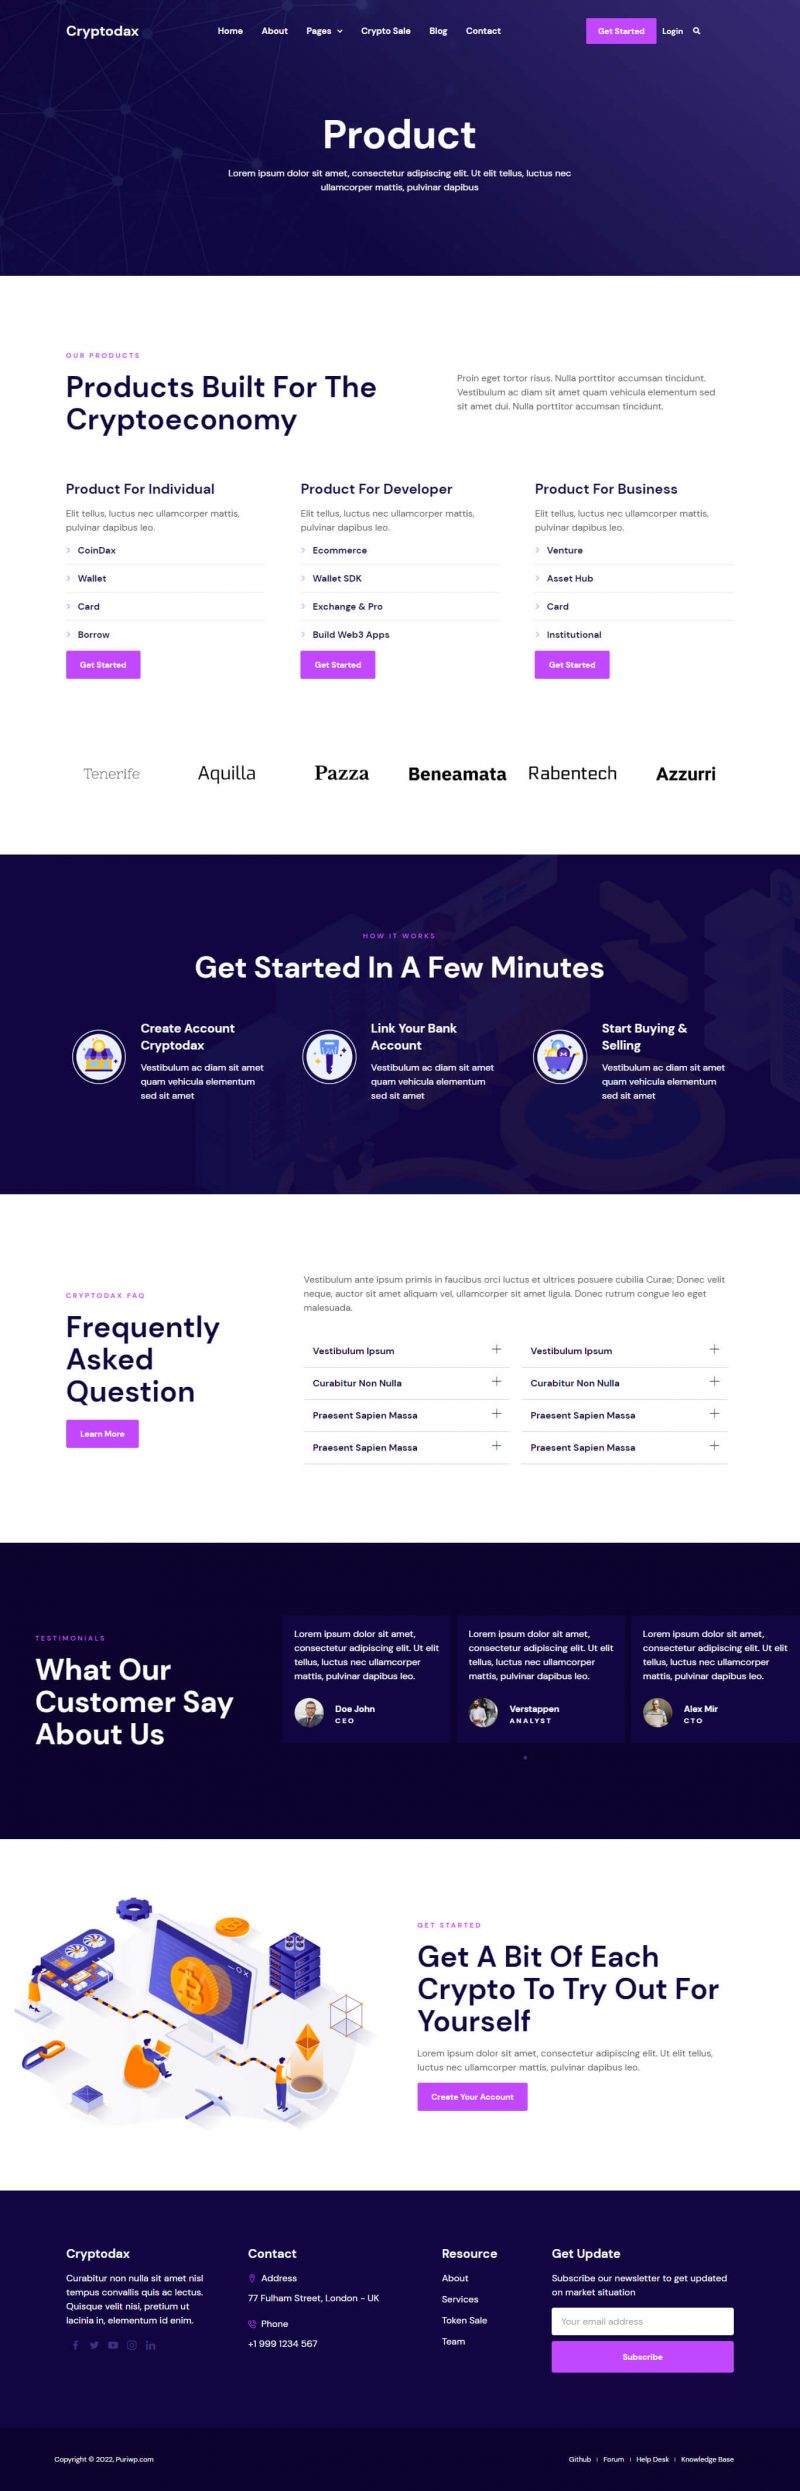 Cryptodax
Home About Pages Crypto Sale Blog Contact
Get Started Login
Product
Lorem ipsum dolor sit amet, consectetur adipiscing elit. Ut elit tellus, luctus nec
ullamcorper mattis, pulvinar dapibus
OUR PRODUCTS
Products Built For The
Cryptoeconomy
Proin eget tortor risus. Nulla porttitor accumsan tincidunt.
Vestibulum ac diam sit amet quam vehicula elementum sed
sit amet dui. Nulla porttitor accumsan tincidunt.
Product For Individual
Elit tellus, luctus nec ullamcorper mattis,
pulvinar dapibus leo.
CoinDax
Wallet
Card
Borrow
Get Started
Product For Developer
Elit tellus, luctus nec ullamcorper mattis,
pulvinar dapibus leo.
Ecommerce
Wallet SDK
Exchange & Pro
Build Web3 Apps
Get Started
Product For Business
Elit tellus, luctus nec ullamcorper mattis,
pulvinar dapibus leo.
Venture
Asset Hub
Card
Institutional
Get Started
Tenerife Aquilla Pazza Beneamata Rabentech Azzurri
HOW IT WORKS
Get Started In A Few Minutes
Create Account
Cryptodax
Vestibulum ac diam sit amet
quam vehicula elementum
sed sit amet
Link Your Bank
Account
Vestibulum ac diam sit amet
quam vehicula elementum
sed sit amet
Start Buying &
Selling
Vestibulum ac diam sit amet
quam vehicula elementum
sed sit amet
CRYPTODAX FAQ
Frequently
Asked
Question
Learn More
Vestibulum ante ipsum primis in faucibus orci luctus et ultrices posuere cubilia Curae; Donec velit
neque, auctor sit amet aliquam vel, ullamcorper sit amet ligula. Donec rutrum congue leo eget
malesuada.
Vestibulum Ipsum
Curabitur Non Nulla
Praesent Sapien Massa
Praesent Sapien Massa
Vestibulum Ipsum
Curabitur Non Nulla
Praesent Sapien Massa
Praesent Sapien Massa
TESTIMONIALS
What Our
Customer Say
About Us
Lorem ipsum dolor sit amet,
consectetur adipiscing elit. Ut elit
tellus, luctus nec ullamcorper
mattis, pulvinar dapibus leo.
Doe John
CEO
Lorem ipsum dolor sit amet,
consectetur adipiscing elit. Ut elit
tellus, luctus nec ullamcorper
mattis, pulvinar dapibus leo.
Verstappen
ANALYST
Lorem ipsum dolor sit amet,
consectetur adipiscing elit. Ut elit
tellus, luctus nec ullamcorper
mattis, pulvinar dapibus leo.
Alex Mir
CTO
GET STARTED
Get A Bit Of Each
Crypto To Try Out For
Yourself
Lorem ipsum dolor sit amet, consectetur adipiscing elit. Ut elit tellus,
luctus nec ullamcorper mattis, pulvinar dapibus leo.
Create Your Account
Cryptodax
Curabitur non nulla sit amet nisl
tempus convallis quis ac lectus.
Quisque velit nisi, pretium ut
lacinia in, elementum id enim.
Contact
Address
77 Fulham Street, London - UK
Phone
+1 999 1234 567
Resource
About
Services
Token Sale
Team
Get Update
Subscribe our newsletter to get updated
on market situation
Your email address
Subscribe
Copyright © 2022, Puriwp.com
Github | Forum | Help Desk | Knowledge Base